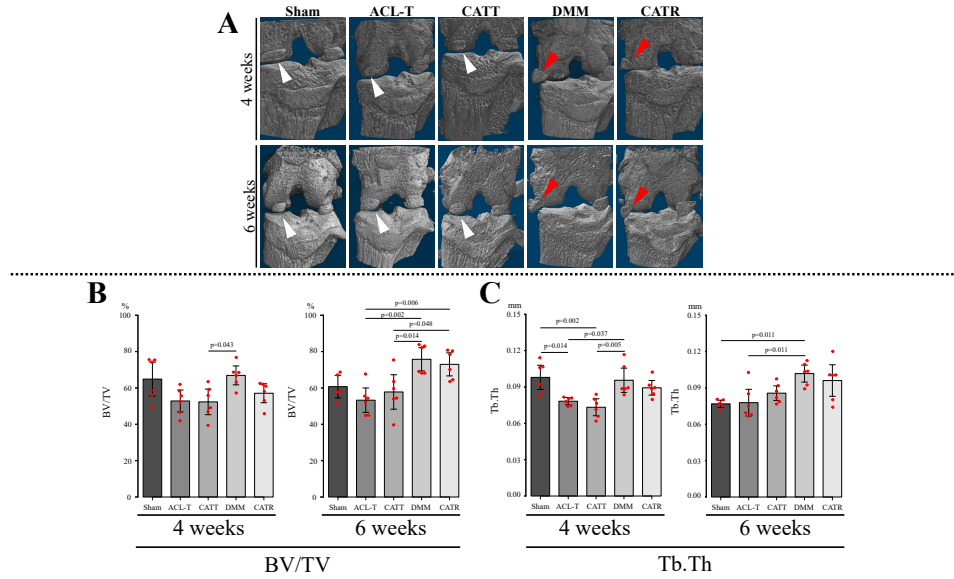 A
Sham ACL-T CATT DMM CATR
4 weeks
6 weeks
B
%
100
80
60
40
20
0
BV/TV
p=0.043
Sham ACL-T CATT DMM CATR
4 weeks
%
100
80
60
40
20
0
BV/TV
p=0.006
p=0.002
p=0.048
p=0.014
Sham ACL-T CATT DMM CATR
6 weeks
BV/TV
C
mm
0.15
0.12
0.09
0.06
0.03
0.00
Tb.Th
p=0.002
p=0.037
p=0.014
p=0.005
Sham ACL-T CATT DMM CATR
4 weeks
mm
0.15
0.12
0.09
0.06
0.03
0.00
Tb.Th
p=0.011
p=0.011
Sham ACL-T CATT DMM CATR
6 weeks
Tb.Th